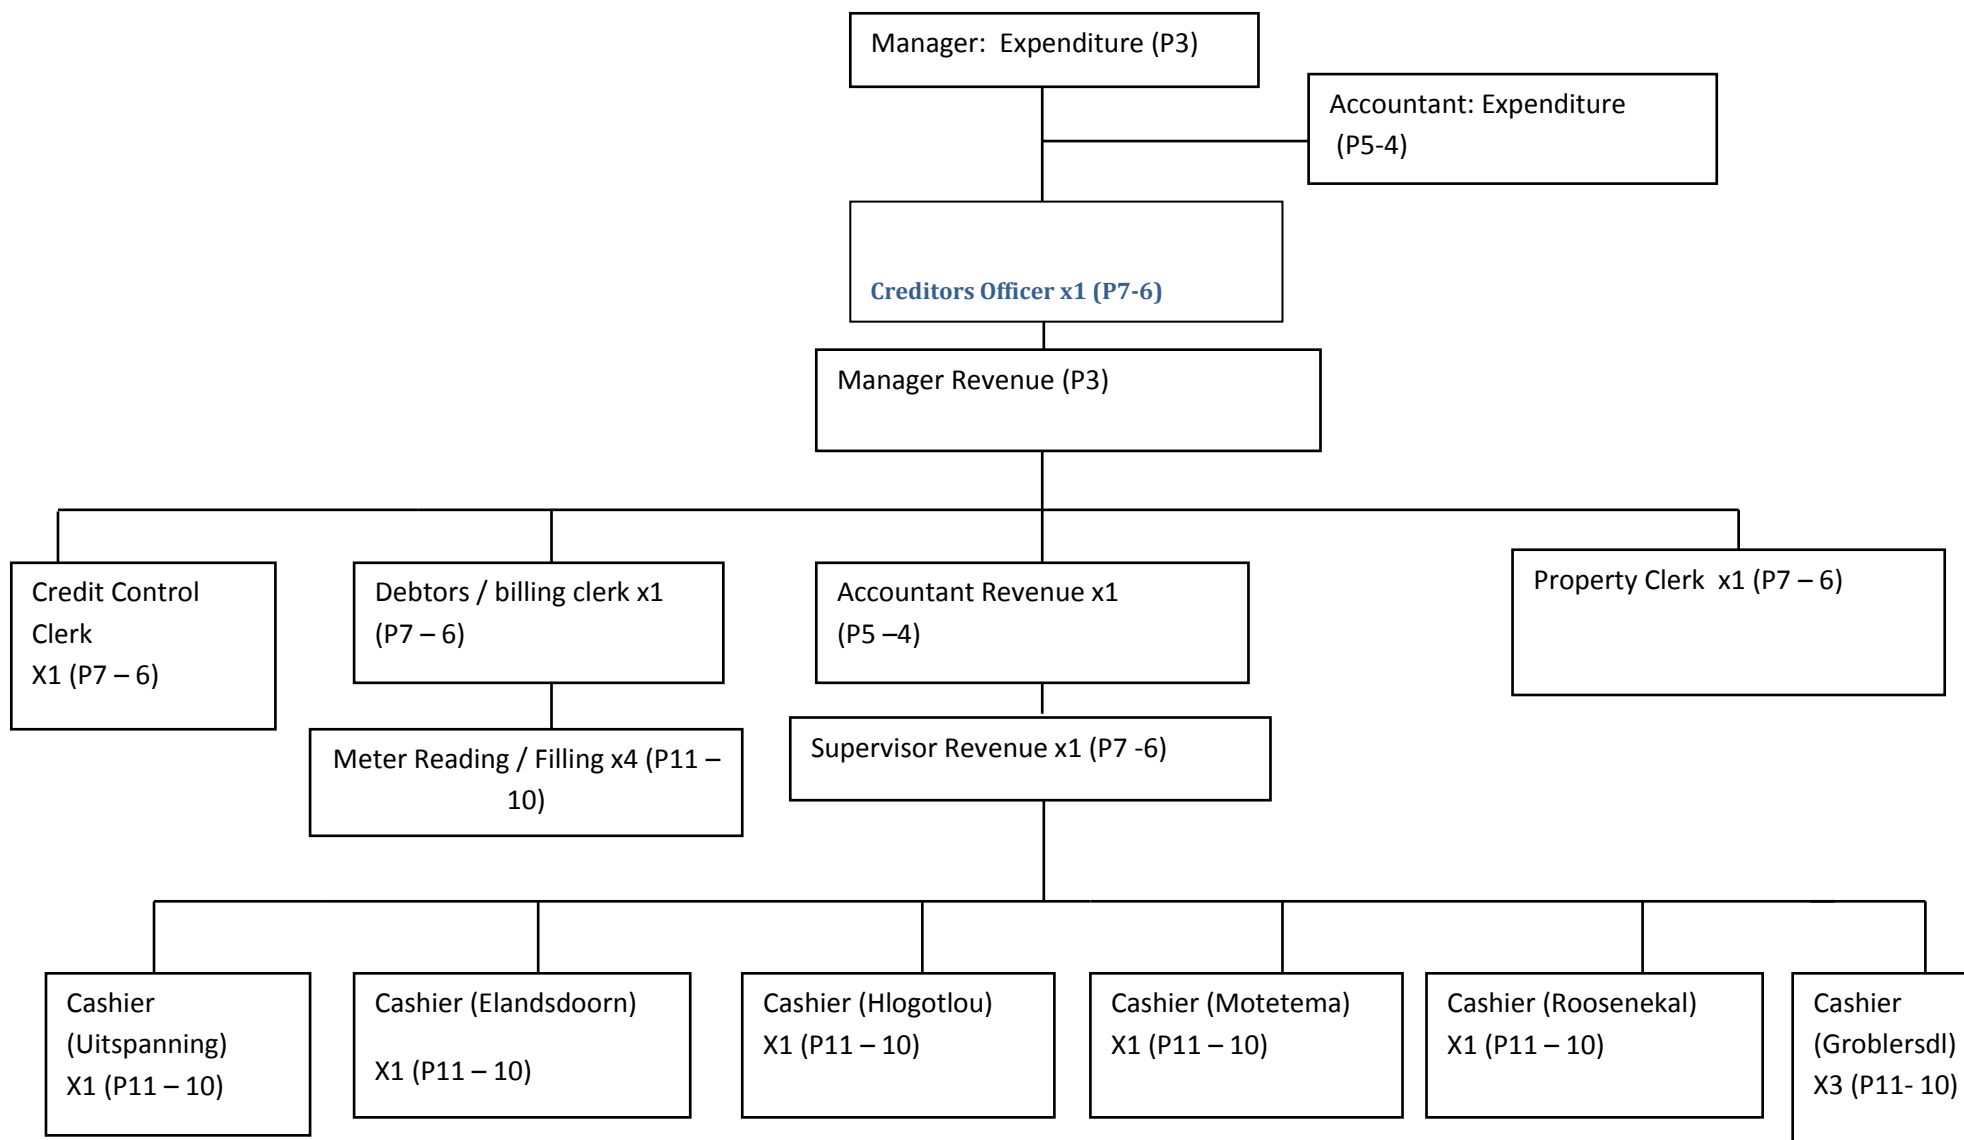 Manager:  Expenditure (P3)
Accountant: Expenditure
(P5-4)
Creditors Officer x1 (P7-6)
Manager Revenue (P3)
Credit Control
Clerk
X1 (P7 – 6)
Debtors / billing clerk x1
(P7 – 6)
Accountant Revenue x1
(P5 –4)
Property Clerk  x1 (P7 – 6)
Meter Reading / Filling x4 (P11 –
10)
Supervisor Revenue x1 (P7 -6)
Cashier
(Uitspanning)
X1 (P11 – 10)
Cashier (Elandsdoorn)
X1 (P11 – 10)
Cashier (Hlogotlou)
X1 (P11 – 10)
Cashier (Motetema)
X1 (P11 – 10)
Cashier (Roosenekal)
X1 (P11 – 10)
Cashier
(Groblersdl)
X3 (P11- 10)